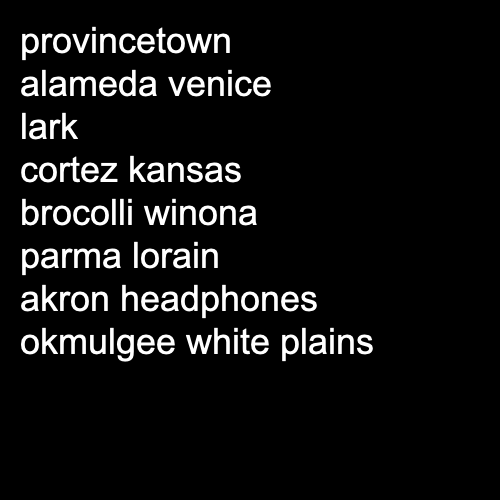 provincetown
alameda venice
lark
cortez kansas
brocolli winona
parma lorain
akron headphones
okmulgee white plains